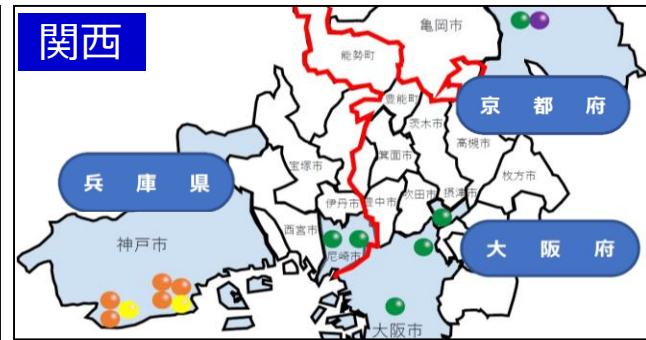 関西
亀岡市
能勢町
豊能町
京都府
茨木市
高槻市
箕面市
兵庫県
宝塚市
枚方市
伊丹市
豊中市
吹田市
摂津市
西宮市
神戸市
尼崎市
大阪府
大阪市